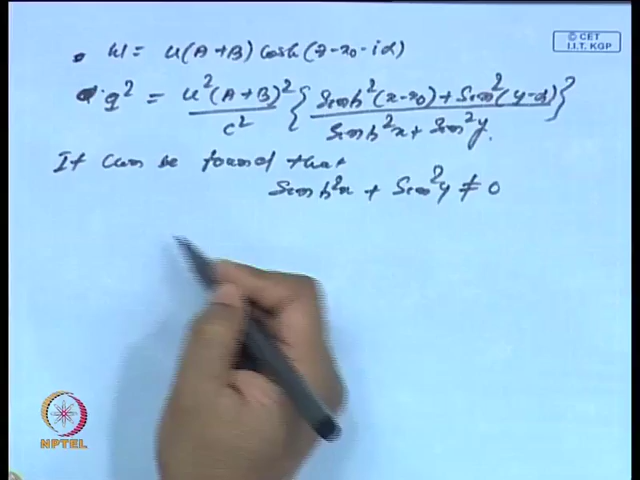 © CET
I.I.T. KGP
W = U(A+B) cosh (z-x₀-iα)
q² = U²(A+B)²/c² { Sinh²(x-x₀) + Sin²(y-α) / Sinh²x + Sin²y }
It can be found that
Sinh²x + Sin²y ≠ 0
NPTEL